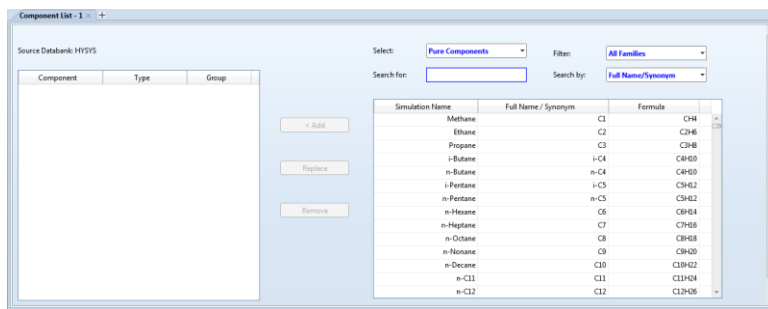 Component List - 1 × +
Source Databank: HYSYS
Select: Pure Components Filter: All Families
Search for: Search by: Full Name/Synonym
Component Type Group
Simulation Name Full Name / Synonym Formula
Methane C1 CH4
< Add
Ethane C2 C2H6
Propane C3 C3H8
i-Butane i-C4 C4H10
Replace
n-Butane n-C4 C4H10
i-Pentane i-C5 C5H12
n-Pentane n-C5 C5H12
Remove
n-Hexane C6 C6H14
n-Heptane C7 C7H16
n-Octane C8 C8H18
n-Nonane C9 C9H20
n-Decane C10 C10H22
n-C11 C11 C11H24
n-C12 C12 C12H26